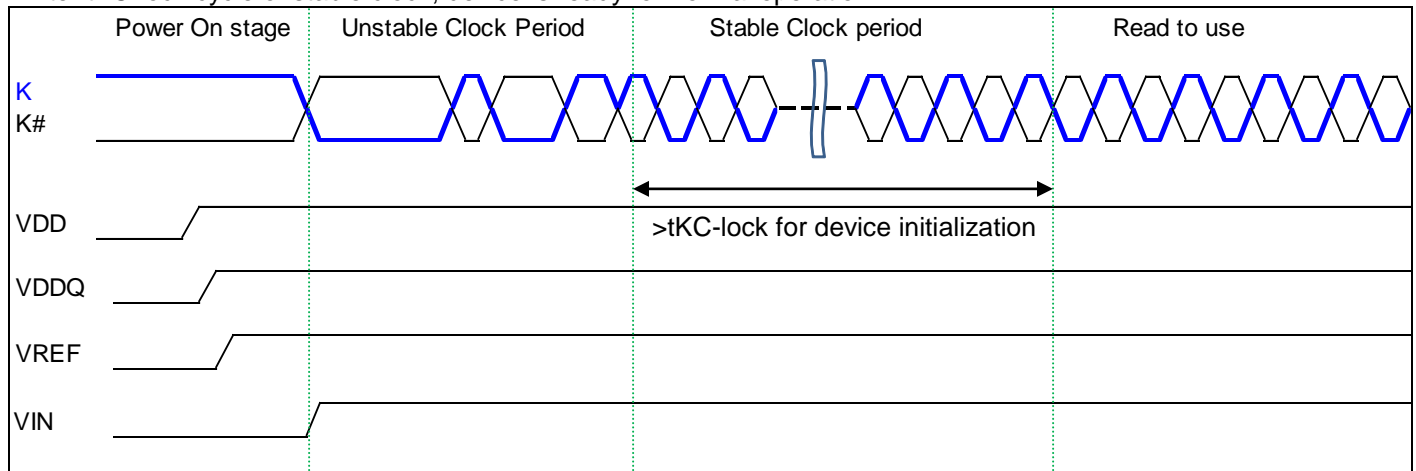 Power On stage Unstable Clock Period Stable Clock period Read to use
K
K#
VDD
>tKC-lock for device initialization
VDDQ
VREF
VIN